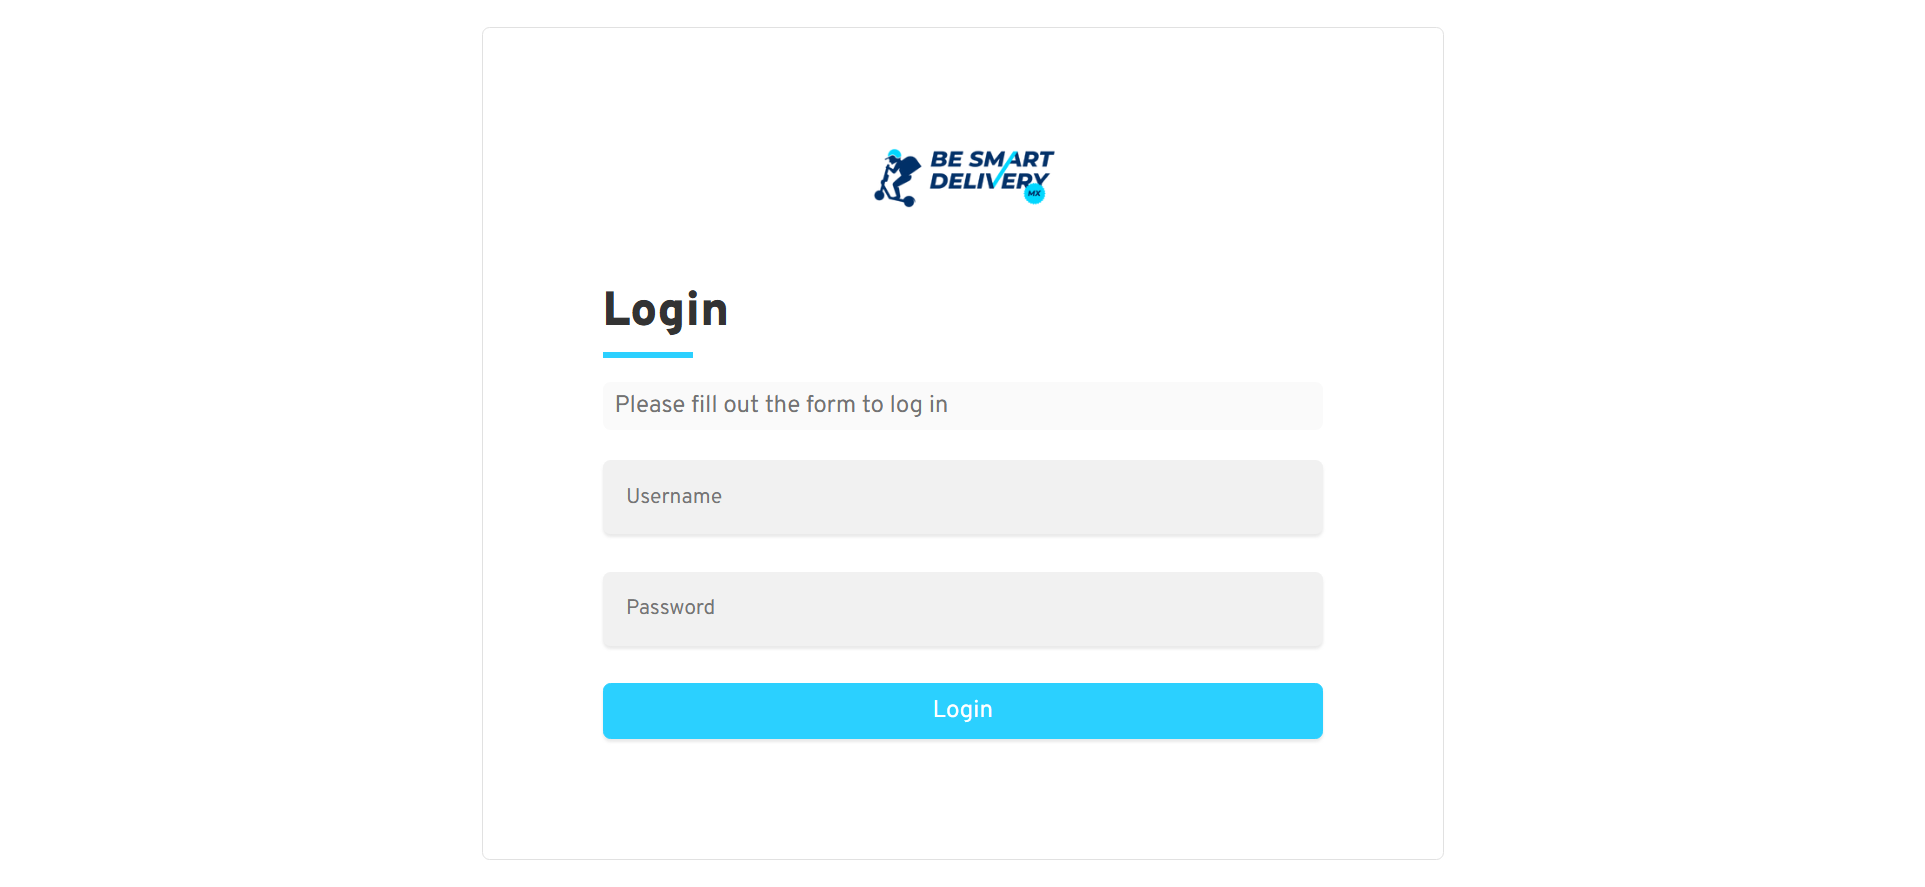 BE SMART
DELIVERY
MX
Login
Please fill out the form to log in
Username
Password
Login